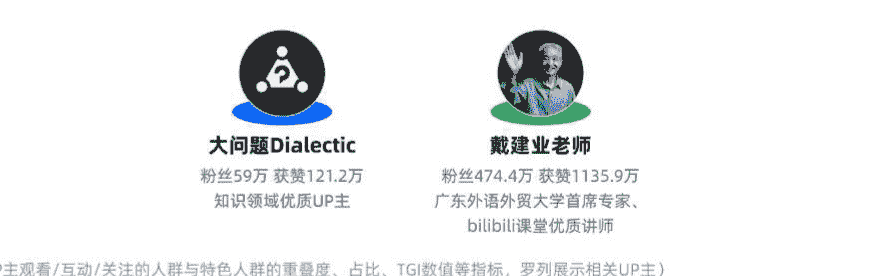 大问题Dialectic
粉丝59万 获赞121.2万
知识领域优质UP主
戴建业老师
粉丝474.4万 获赞1135.9万
广东外语外贸大学首席专家、
bilibili课堂优质讲师
P主观看/互动/关注的人群与特色人群的重叠度、占比、TGI数值等指标，罗列展示相关UP主）